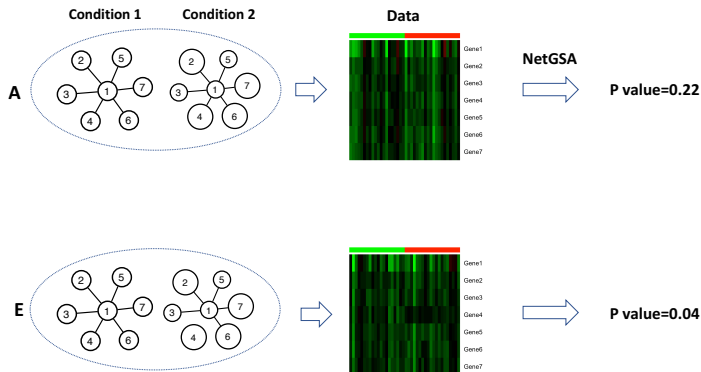 Condition 1 Condition 2 Data
NetGSA
A
2 5 1 3 7 4 6
2 5 1 3 7 4 6
Gene1
Gene2
Gene3
Gene4
Gene5
Gene6
Gene7
P value=0.22
E
2 5 1 3 7 4 6
2 5 1 3 7 4 6
Gene1
Gene2
Gene3
Gene4
Gene5
Gene6
Gene7
P value=0.04